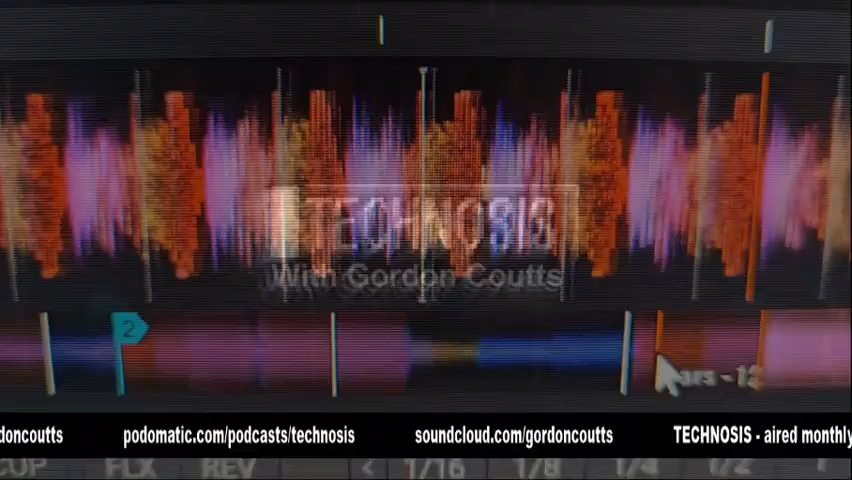 TECHNOSIS
With Gordon Coutts
2
doncoutts podomatic.com/podcasts/technosis soundcloud.com/gordoncoutts TECHNOSIS - aired monthly
CUP FLX REV < 1/16 1/8 1/4 1/2